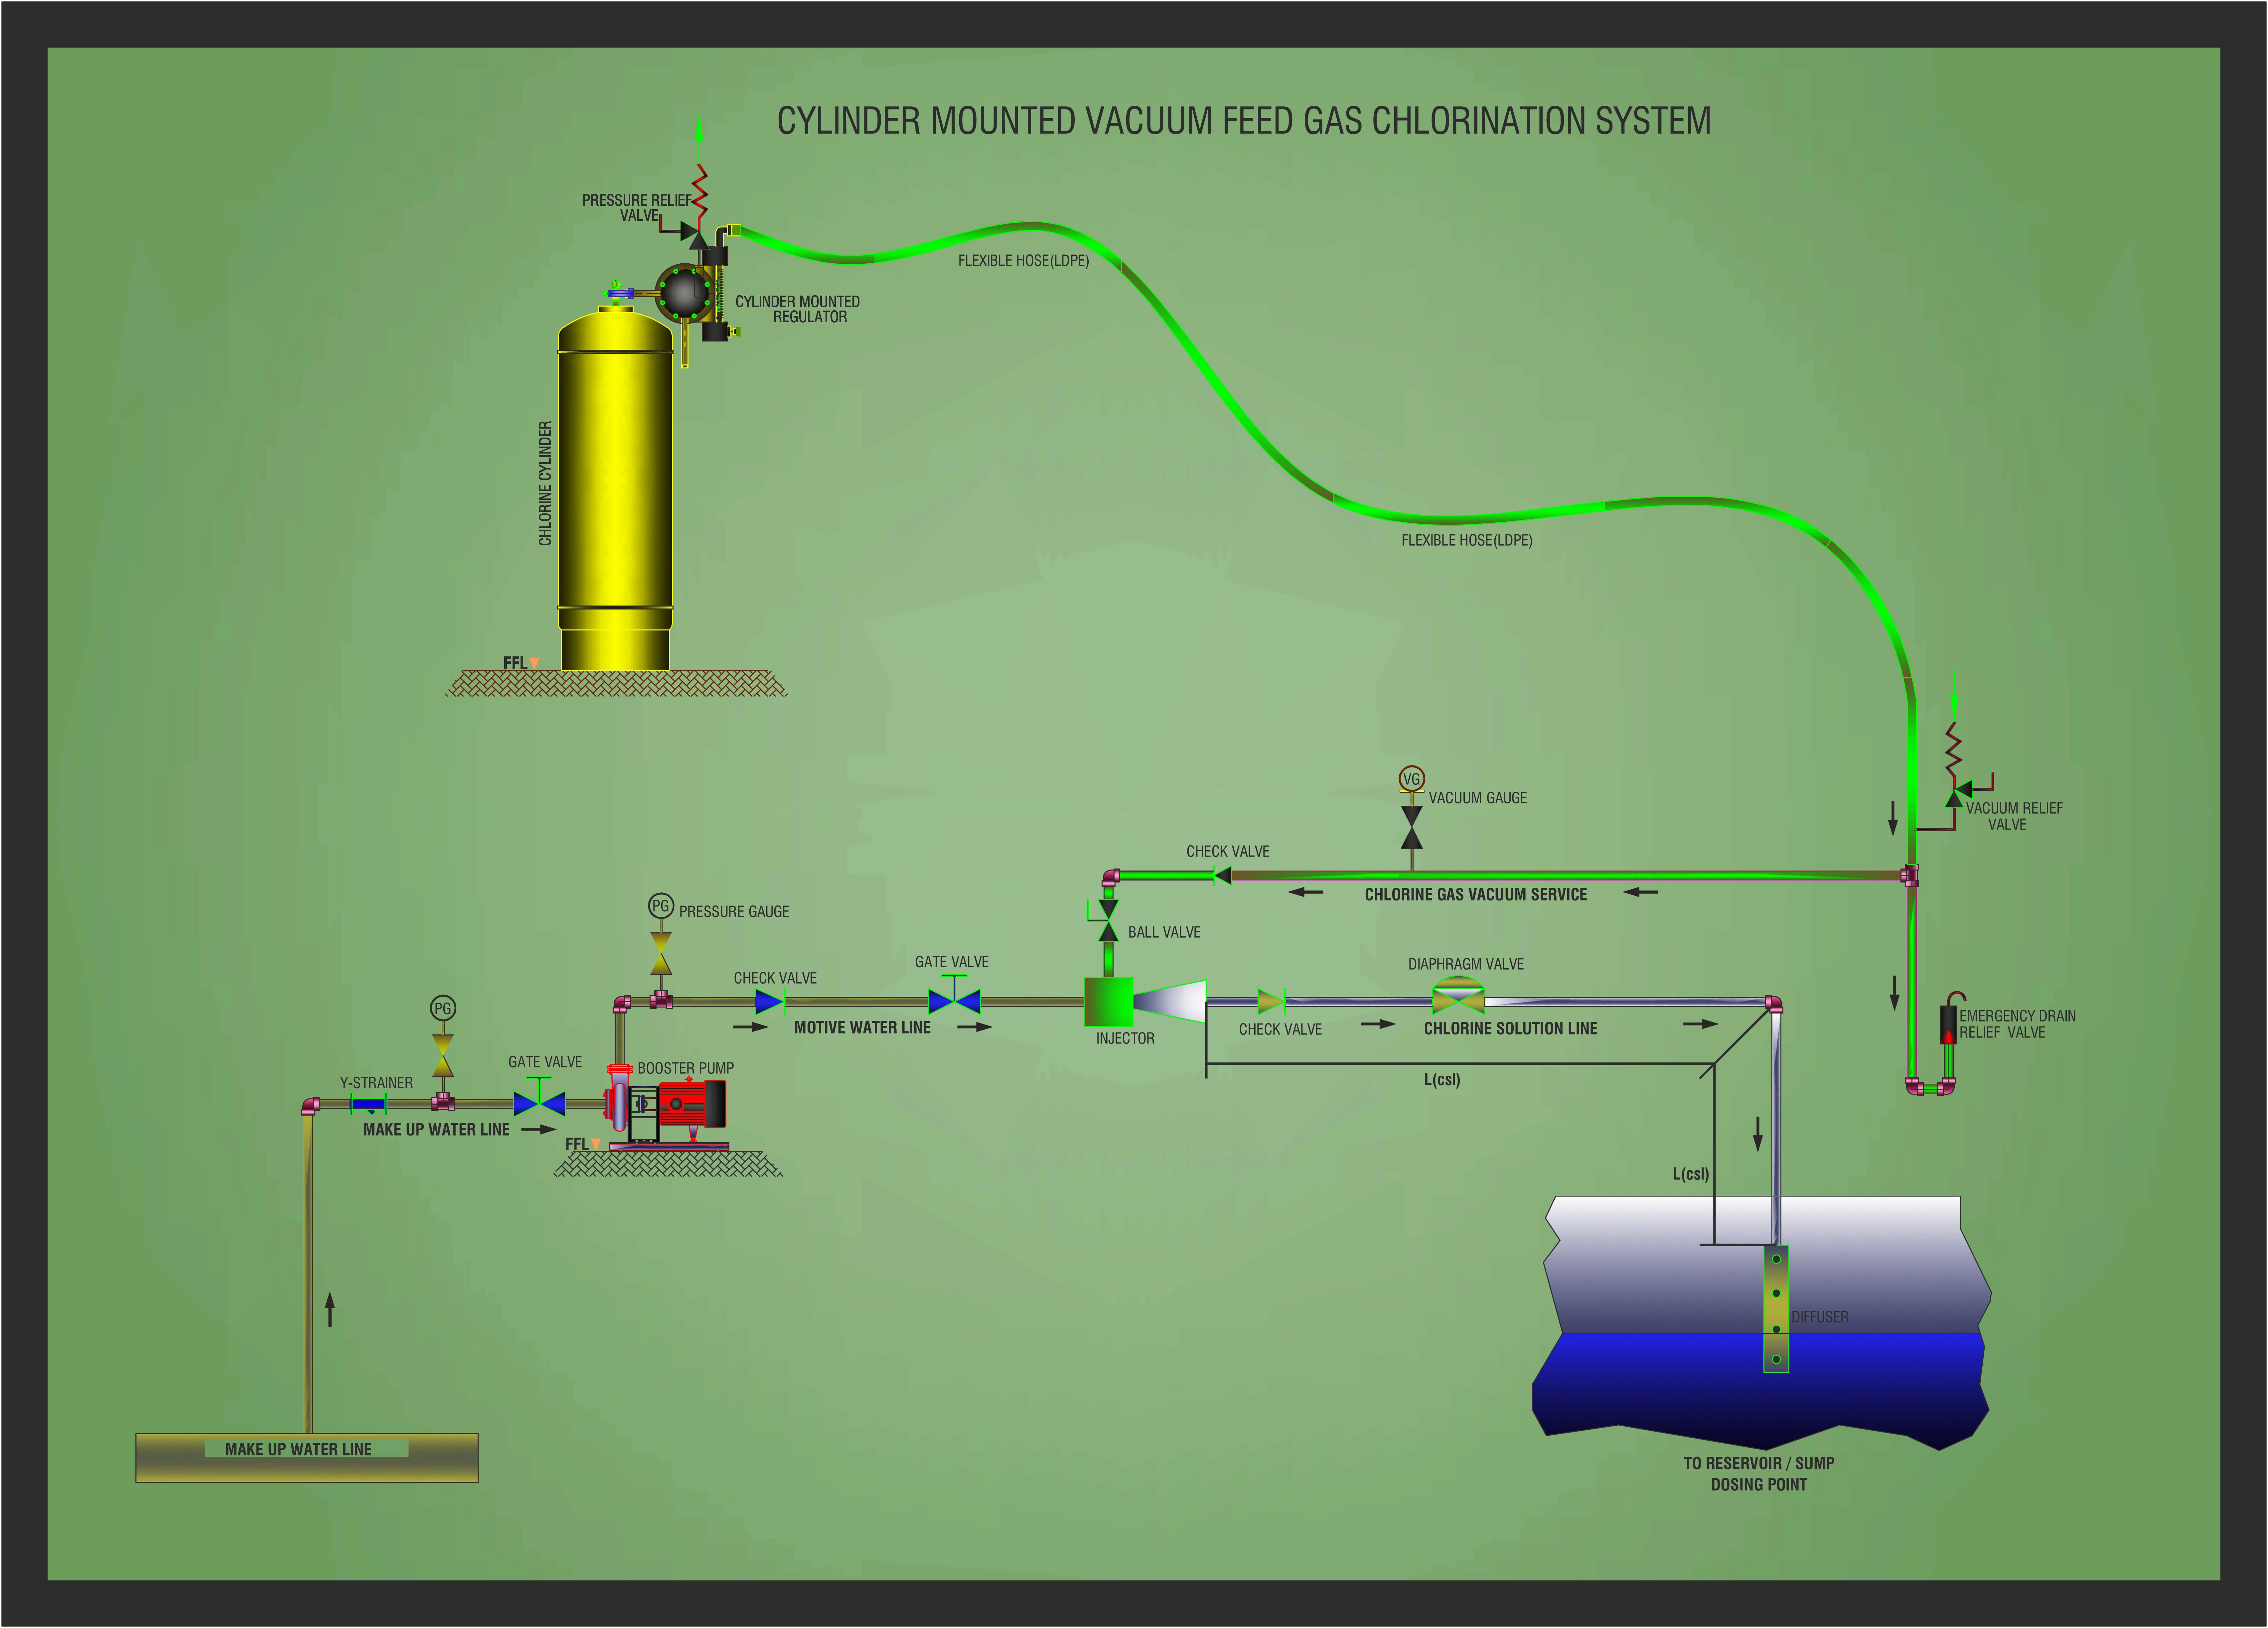 CYLINDER MOUNTED VACUUM FEED GAS CHLORINATION SYSTEM
PRESSURE RELIEF
VALVE
FLEXIBLE HOSE(LDPE)
CYLINDER MOUNTED
REGULATOR
CHLORINE CYLINDER
FLEXIBLE HOSE(LDPE)
FFL
VG
VACUUM GAUGE
VACUUM RELIEF
VALVE
CHECK VALVE
CHLORINE GAS VACUUM SERVICE
PG
PRESSURE GAUGE
BALL VALVE
GATE VALVE
DIAPHRAGM VALVE
CHECK VALVE
PG
EMERGENCY DRAIN
RELIEF VALVE
MOTIVE WATER LINE
CHECK VALVE
CHLORINE SOLUTION LINE
INJECTOR
GATE VALVE
BOOSTER PUMP
L(csl)
Y-STRAINER
MAKE UP WATER LINE
FFL
L(csl)
DIFFUSER
MAKE UP WATER LINE
TO RESERVOIR / SUMP
DOSING POINT